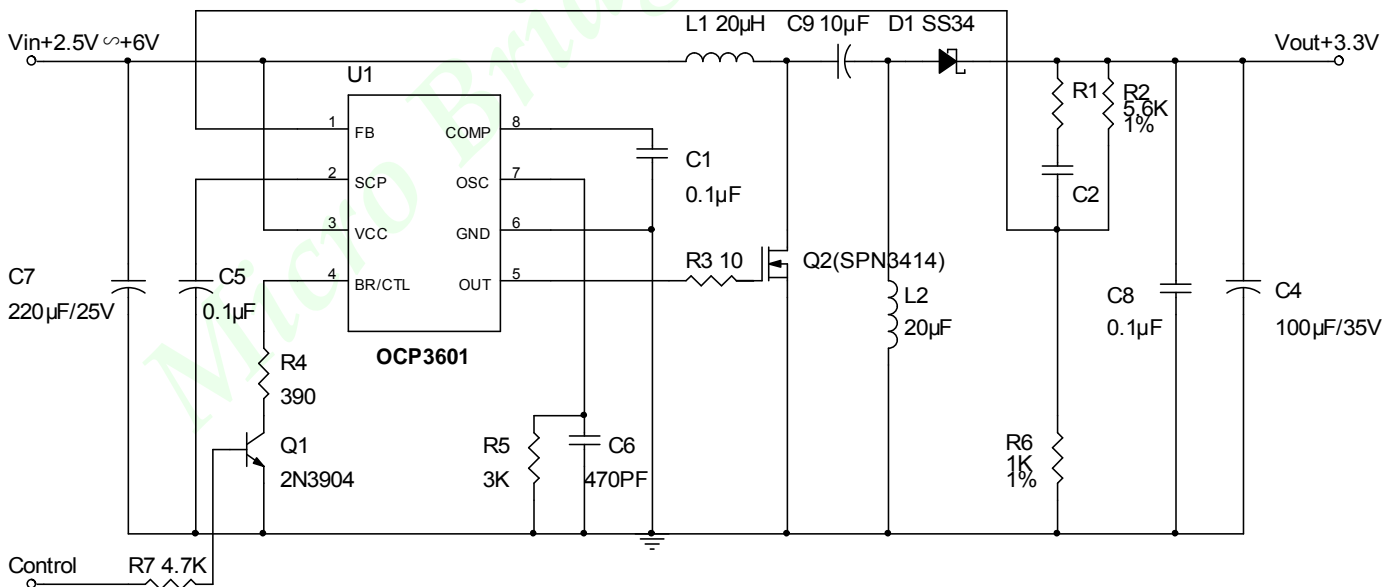 L1 20µH C9 10µF D1 SS34
Vin+2.5V ∽+6V
Vout+3.3V
U1
R1 R2
5.6K
1%
1 FB COMP 8
C1
0.1µF
2 SCP OSC 7
C2
3 VCC GND 6
4 BR/CTL OUT 5
R3 10 Q2(SPN3414)
C7
220µF/25V
C5
0.1µF
L2
20µF
C8
0.1µF
C4
100µF/35V
OCP3601
R4
390
Q1
2N3904
R5
3K
C6
470PF
R6
1K
1%
Control R7 4.7K
Micro Brid